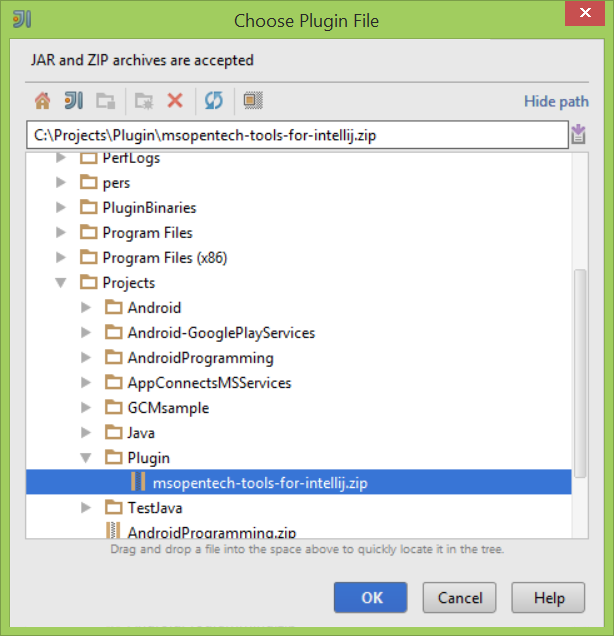 Choose Plugin File
JAR and ZIP archives are accepted
Hide path
C:\Projects\Plugin\msopentech-tools-for-intellij.zip
PerfLogs
pers
PluginBinaries
Program Files
Program Files (x86)
Projects
Android
Android-GooglePlayServices
AndroidProgramming
AppConnectsMSServices
GCMsample
Java
Plugin
msopentech-tools-for-intellij.zip
TestJava
AndroidProgramming.zip
Drag and drop a file into the space above to quickly locate it in the tree.
OK Cancel Help